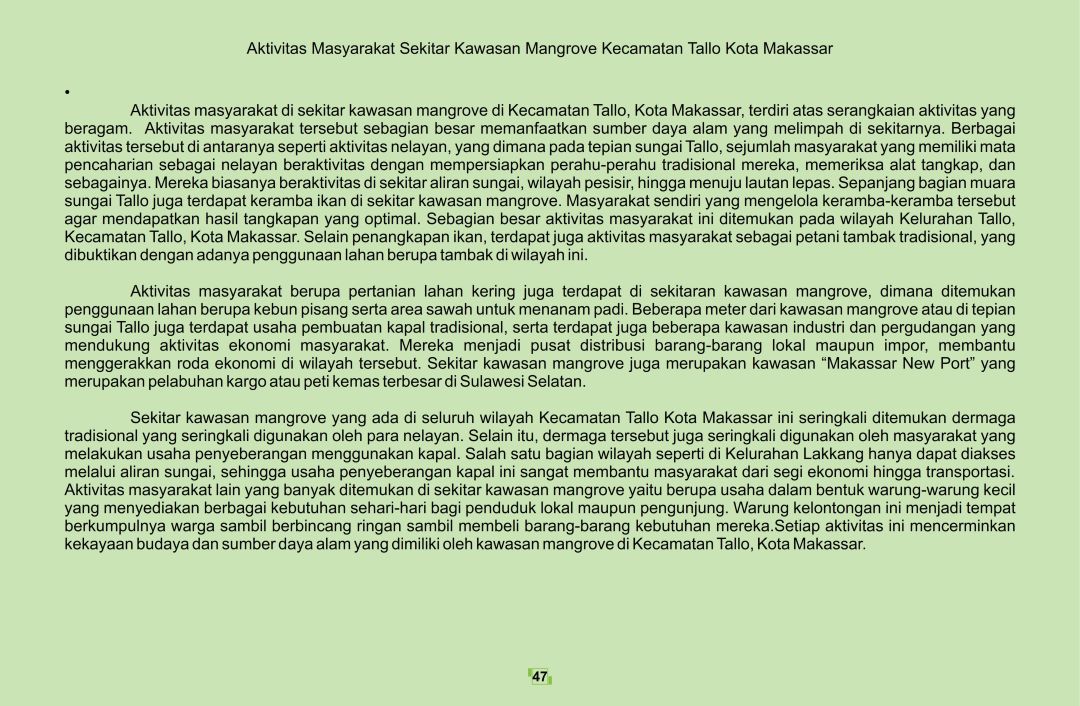 Aktivitas Masyarakat Sekitar Kawasan Mangrove Kecamatan Tallo Kota Makassar
•
Aktivitas masyarakat di sekitar kawasan mangrove di Kecamatan Tallo, Kota Makassar, terdiri atas serangkaian aktivitas yang
beragam. Aktivitas masyarakat tersebut sebagian besar memanfaatkan sumber daya alam yang melimpah di sekitarnya. Berbagai
aktivitas tersebut di antaranya seperti aktivitas nelayan, yang dimana pada tepian sungai Tallo, sejumlah masyarakat yang memiliki mata
pencaharian sebagai nelayan beraktivitas dengan mempersiapkan perahu-perahu tradisional mereka, memeriksa alat tangkap, dan
sebagainya. Mereka biasanya beraktivitas di sekitar aliran sungai, wilayah pesisir, hingga menuju lautan lepas. Sepanjang bagian muara
sungai Tallo juga terdapat keramba ikan di sekitar kawasan mangrove. Masyarakat sendiri yang mengelola keramba-keramba tersebut
agar mendapatkan hasil tangkapan yang optimal. Sebagian besar aktivitas masyarakat ini ditemukan pada wilayah Kelurahan Tallo,
Kecamatan Tallo, Kota Makassar. Selain penangkapan ikan, terdapat juga aktivitas masyarakat sebagai petani tambak tradisional, yang
dibuktikan dengan adanya penggunaan lahan berupa tambak di wilayah ini.
Aktivitas masyarakat berupa pertanian lahan kering juga terdapat di sekitaran kawasan mangrove, dimana ditemukan
penggunaan lahan berupa kebun pisang serta area sawah untuk menanam padi. Beberapa meter dari kawasan mangrove atau di tepian
sungai Tallo juga terdapat usaha pembuatan kapal tradisional, serta terdapat juga beberapa kawasan industri dan pergudangan yang
mendukung aktivitas ekonomi masyarakat. Mereka menjadi pusat distribusi barang-barang lokal maupun impor, membantu
menggerakkan roda ekonomi di wilayah tersebut. Sekitar kawasan mangrove juga merupakan kawasan “Makassar New Port” yang
merupakan pelabuhan kargo atau peti kemas terbesar di Sulawesi Selatan.
Sekitar kawasan mangrove yang ada di seluruh wilayah Kecamatan Tallo Kota Makassar ini seringkali ditemukan dermaga
tradisional yang seringkali digunakan oleh para nelayan. Selain itu, dermaga tersebut juga seringkali digunakan oleh masyarakat yang
melakukan usaha penyeberangan menggunakan kapal. Salah satu bagian wilayah seperti di Kelurahan Lakkang hanya dapat diakses
melalui aliran sungai, sehingga usaha penyeberangan kapal ini sangat membantu masyarakat dari segi ekonomi hingga transportasi.
Aktivitas masyarakat lain yang banyak ditemukan di sekitar kawasan mangrove yaitu berupa usaha dalam bentuk warung-warung kecil
yang menyediakan berbagai kebutuhan sehari-hari bagi penduduk lokal maupun pengunjung. Warung kelontongan ini menjadi tempat
berkumpulnya warga sambil berbincang ringan sambil membeli barang-barang kebutuhan mereka.Setiap aktivitas ini mencerminkan
kekayaan budaya dan sumber daya alam yang dimiliki oleh kawasan mangrove di Kecamatan Tallo, Kota Makassar.
47